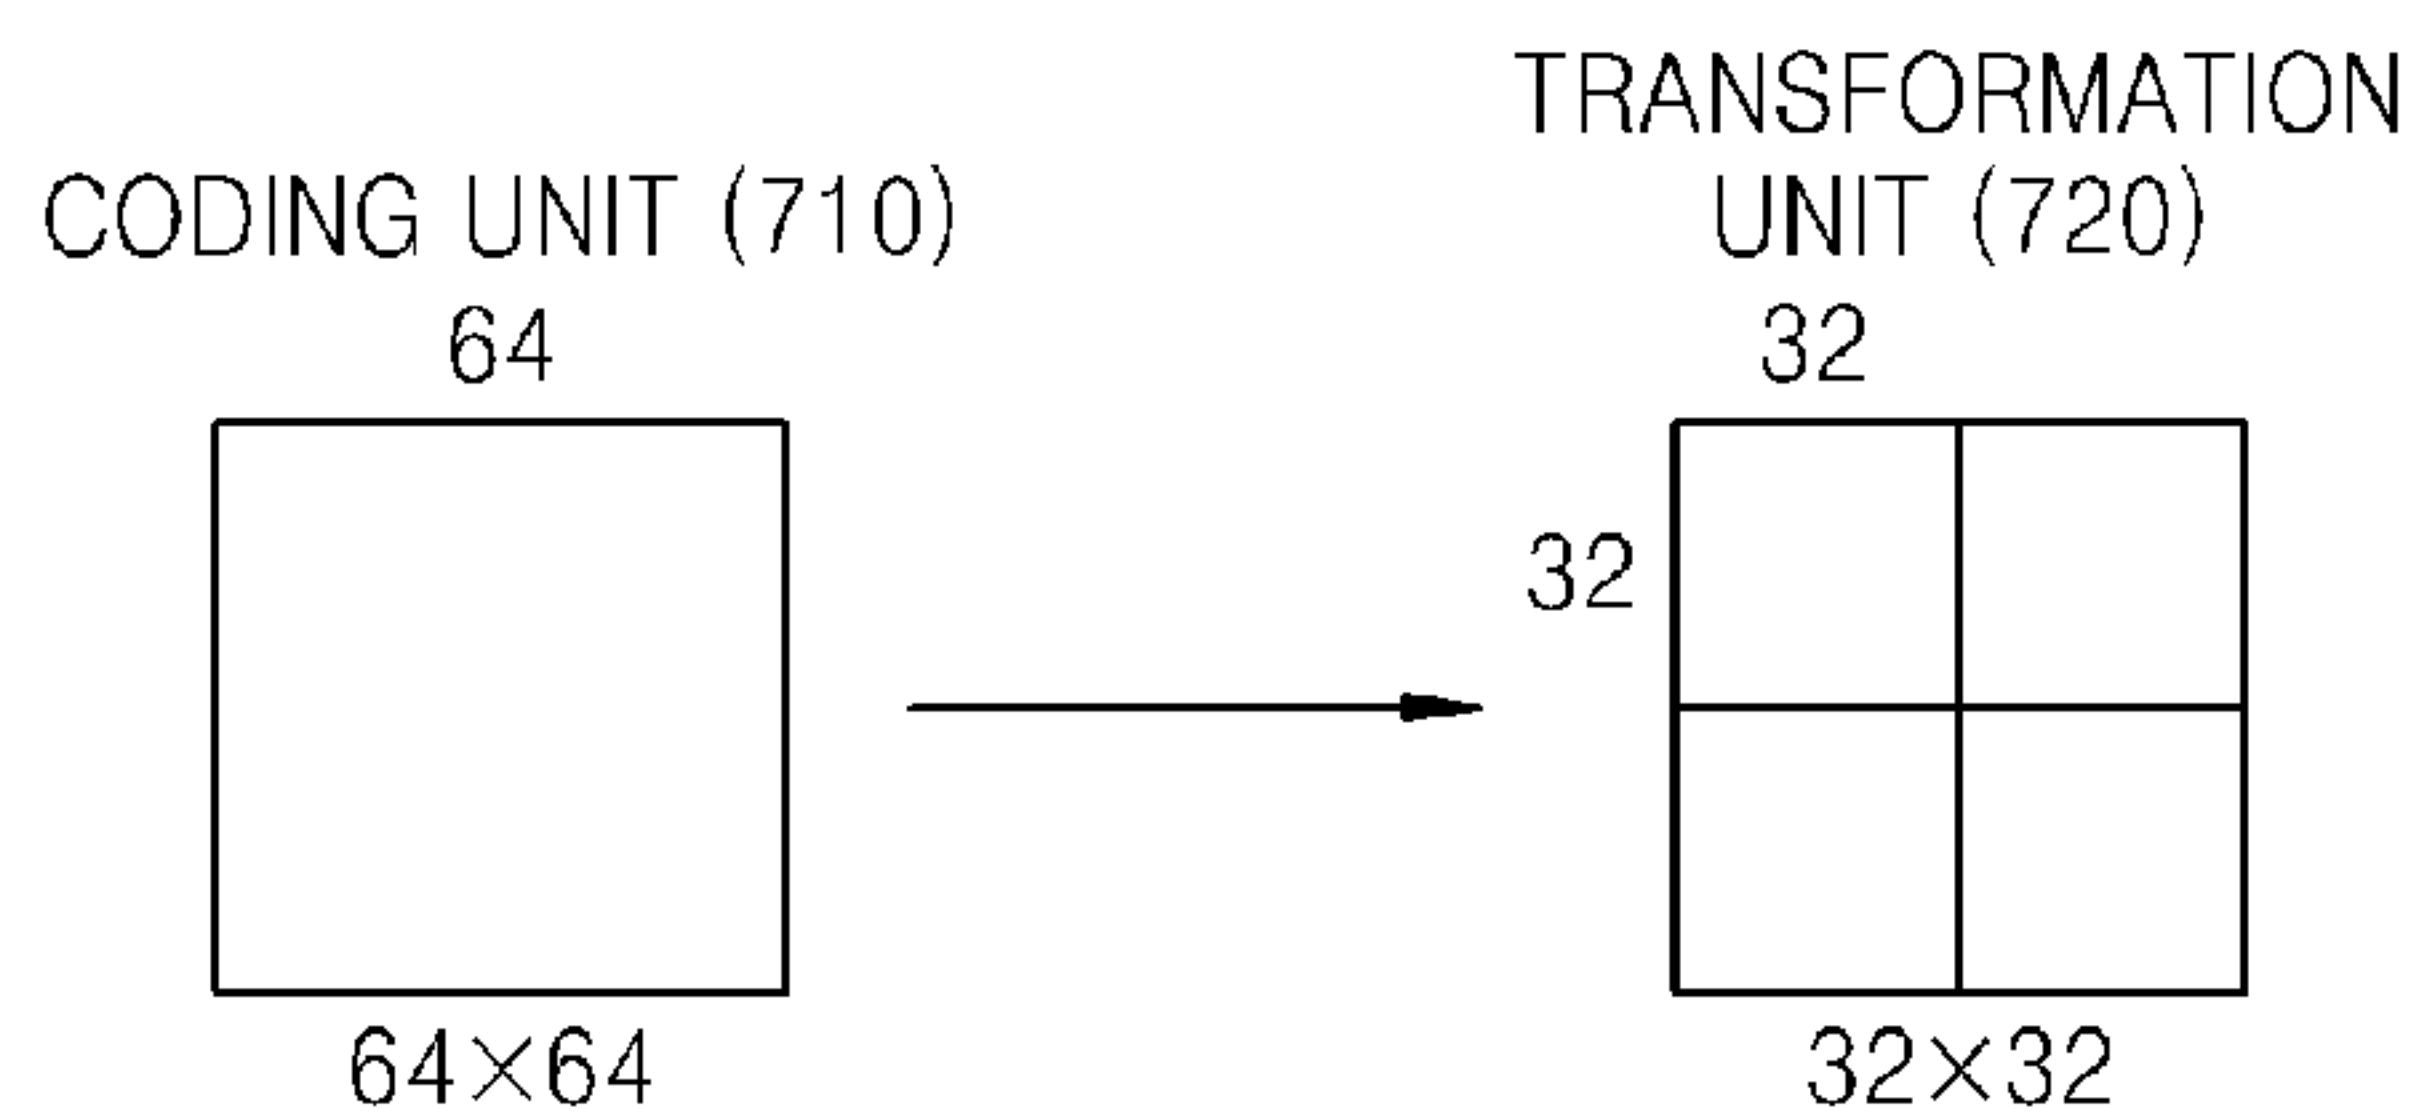 CODING UNIT (710)
64
64×64
TRANSFORMATION
UNIT (720)
32
32
32×32